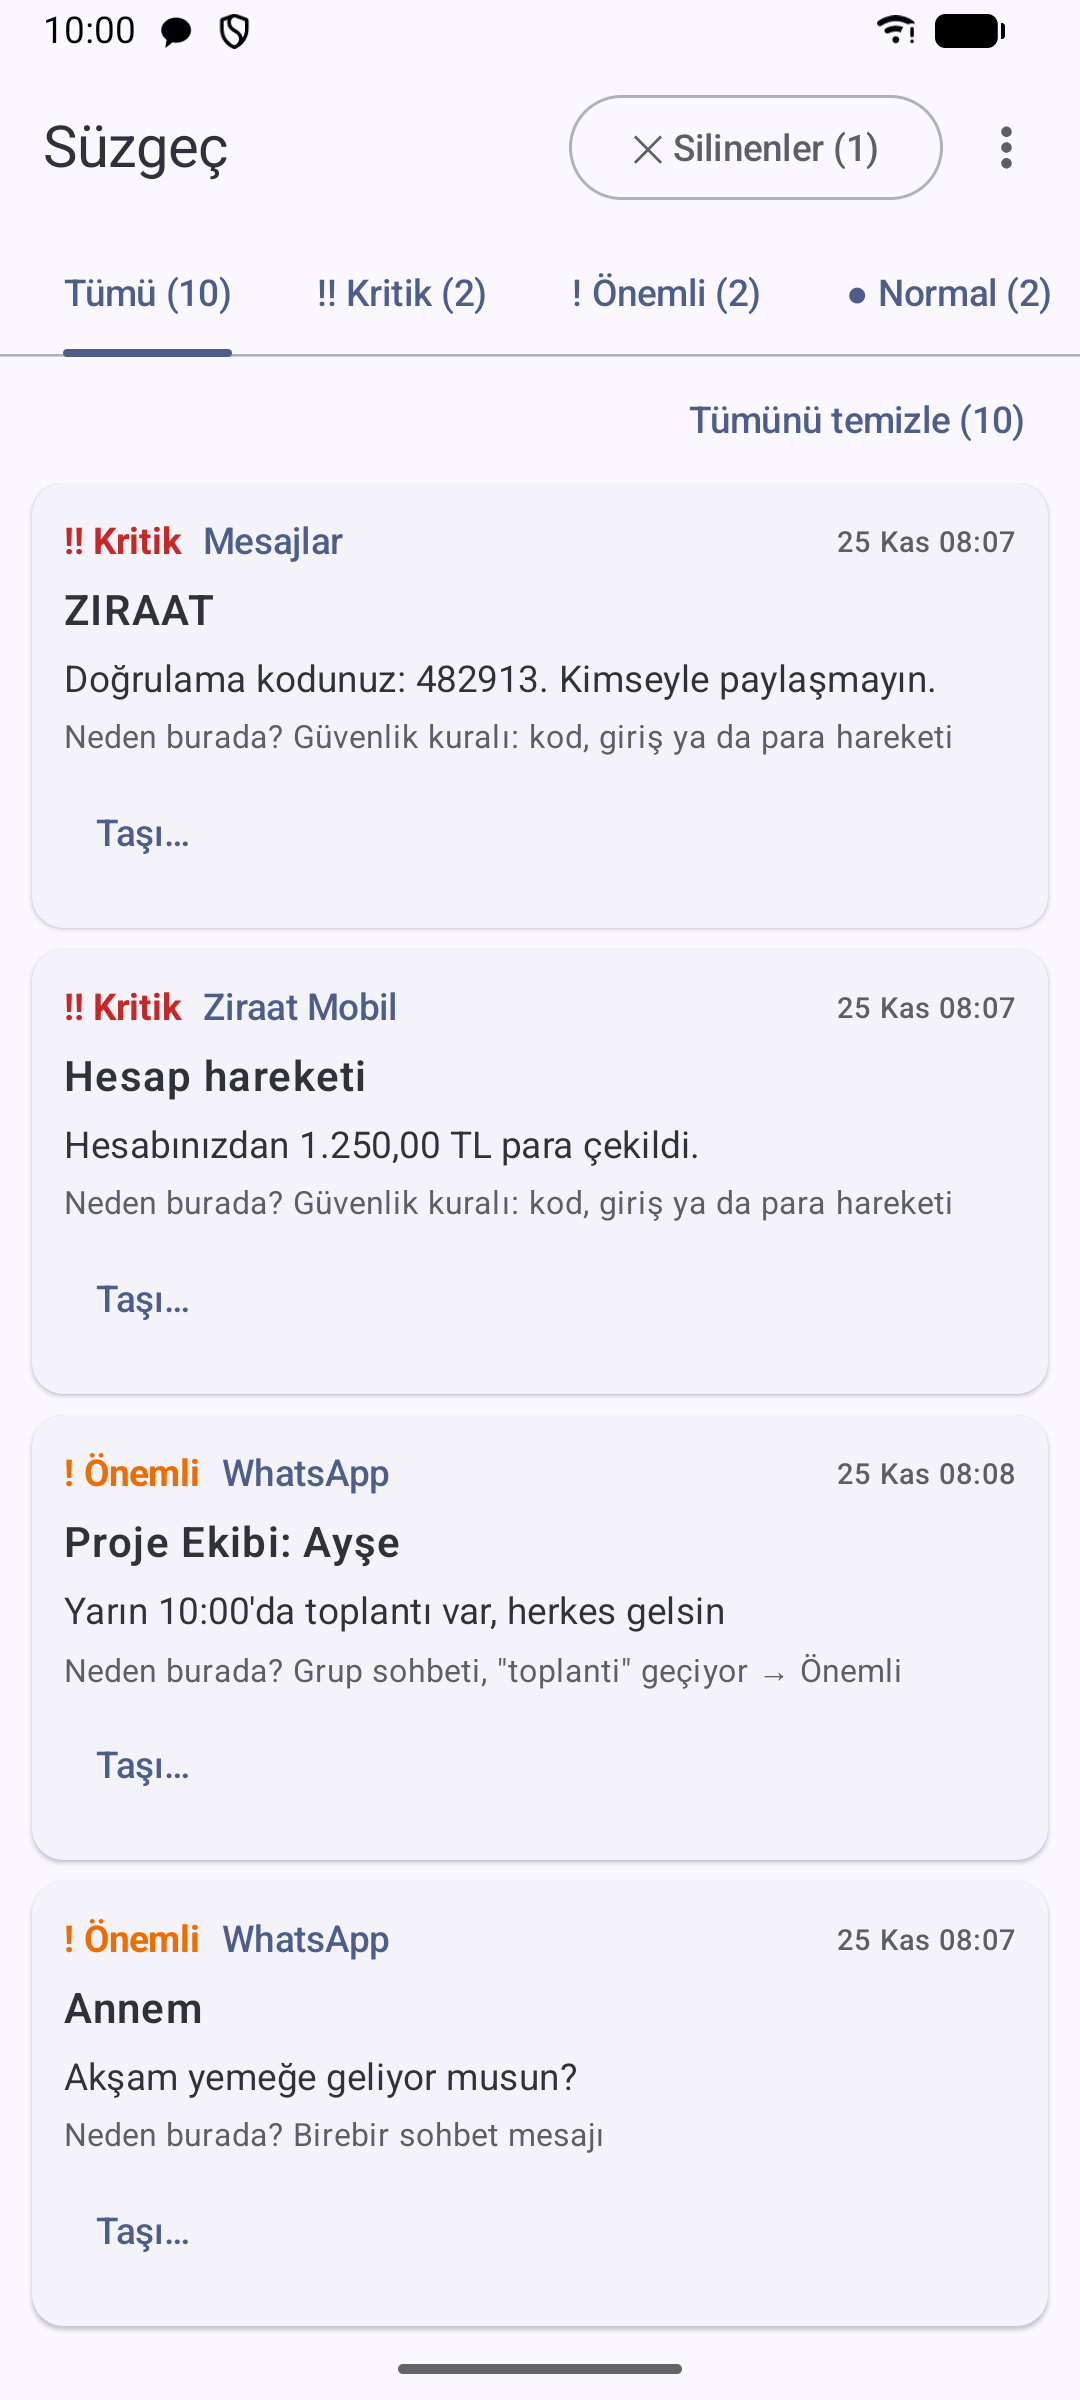 10:00
Süzgeç
Silinenler (1)
Tümü (10)
!! Kritik (2)
! Önemli (2)
● Normal (2)
Tümünü temizle (10)
!! Kritik Mesajlar 25 Kas 08:07
ZIRAAT
Doğrulama kodunuz: 482913. Kimseyle paylaşmayın.
Neden burada? Güvenlik kuralı: kod, giriş ya da para hareketi
Taşı…
!! Kritik Ziraat Mobil 25 Kas 08:07
Hesap hareketi
Hesabınızdan 1.250,00 TL para çekildi.
Neden burada? Güvenlik kuralı: kod, giriş ya da para hareketi
Taşı…
! Önemli WhatsApp 25 Kas 08:08
Proje Ekibi: Ayşe
Yarın 10:00'da toplantı var, herkes gelsin
Neden burada? Grup sohbeti, "toplanti" geçiyor → Önemli
Taşı…
! Önemli WhatsApp 25 Kas 08:07
Annem
Akşam yemeğe geliyor musun?
Neden burada? Birebir sohbet mesajı
Taşı…